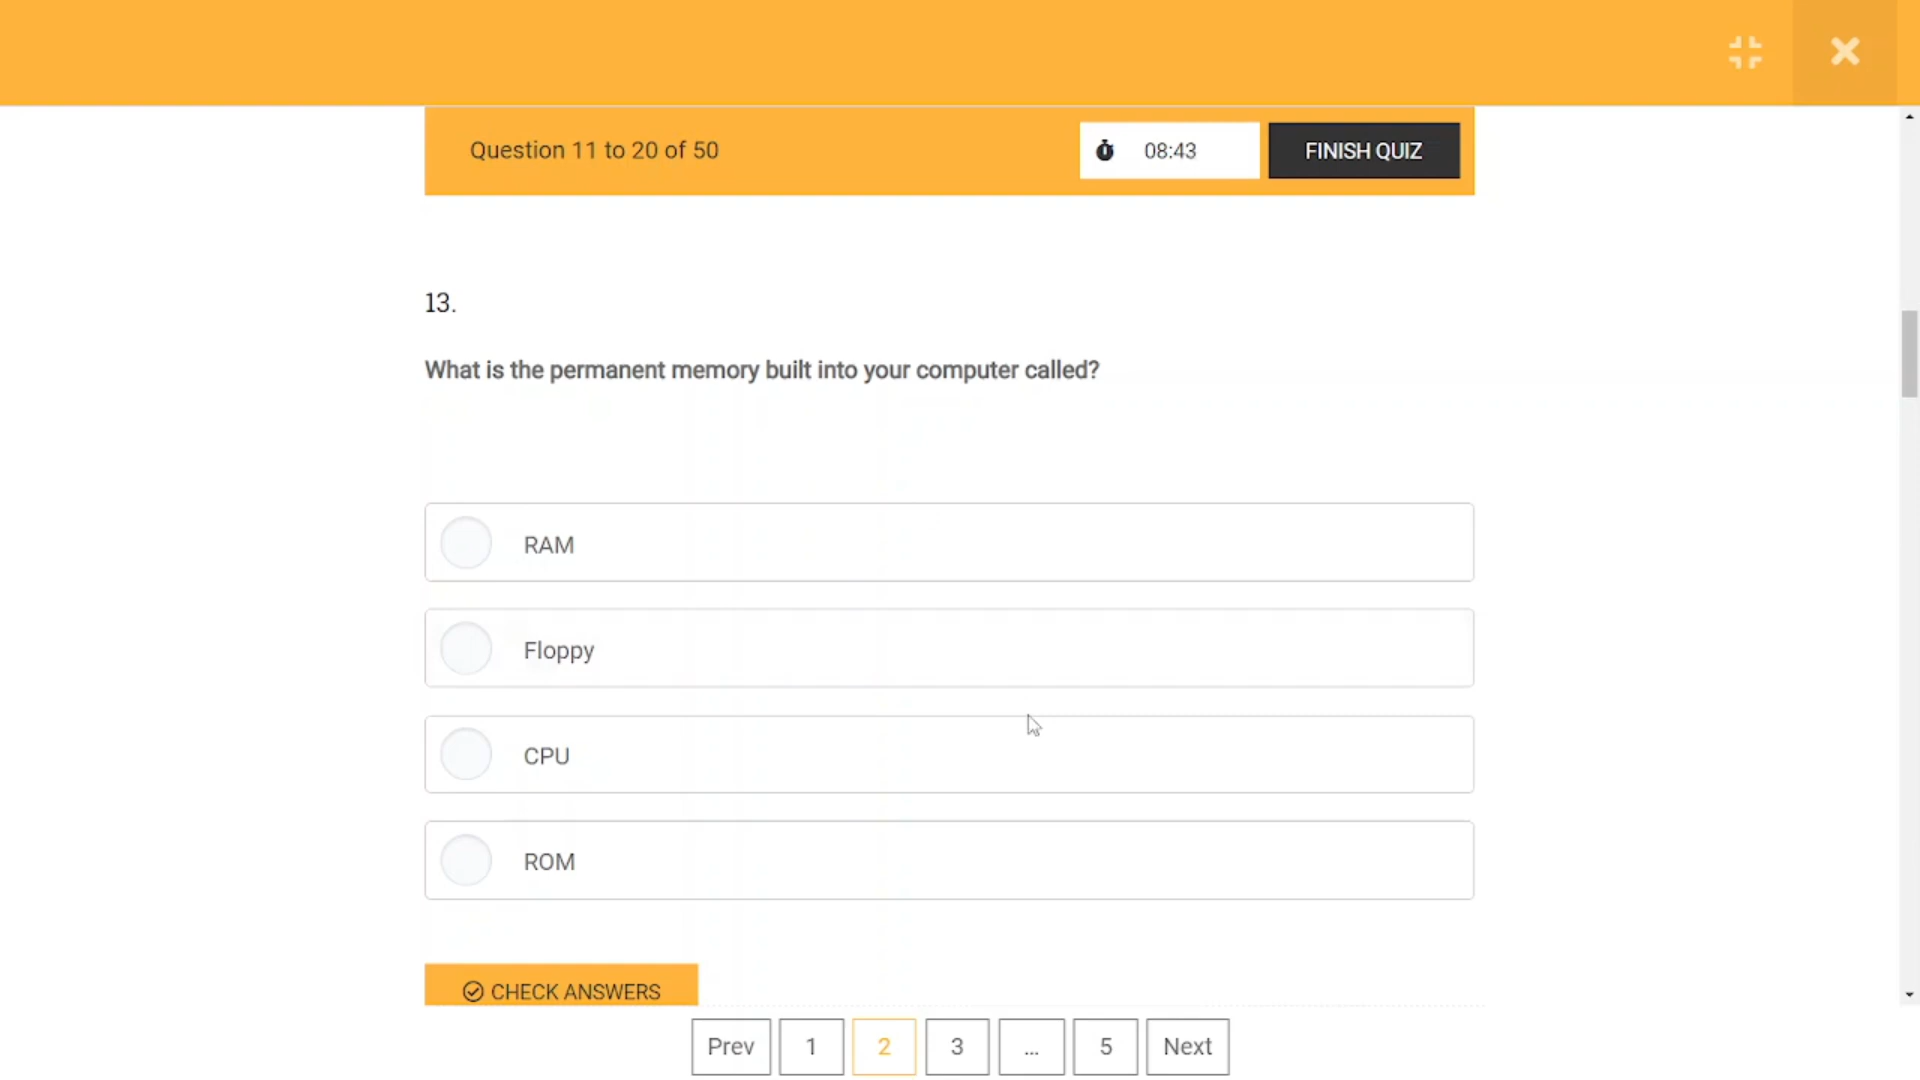 Question 11 to 20 of 50
08:43
FINISH QUIZ
13.
What is the permanent memory built into your computer called?
RAM
Floppy
CPU
ROM
CHECK ANSWERS
Prev 1 2 3 ... 5 Next